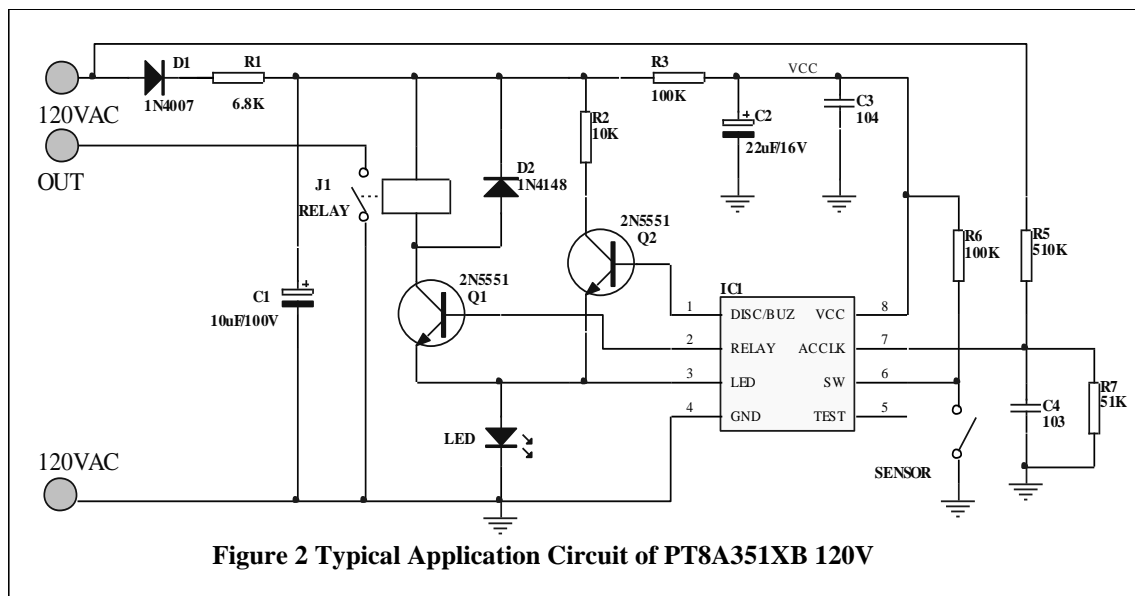 D1
1N4007
R1
6.8K
R3
100K
VCC
120VAC
OUT
R2
10K
C2
22uF/16V
C3
104
D2
1N4148
J1
RELAY
2N5551
Q2
R6
100K
R5
510K
C1
10uF/100V
2N5551
Q1
IC1
1 DISC/BUZ VCC 8
2 RELAY ACCLK 7
3 LED SW 6
4 GND TEST 5
C4
103
R7
51K
LED
SENSOR
120VAC
Figure 2 Typical Application Circuit of PT8A351XB 120V